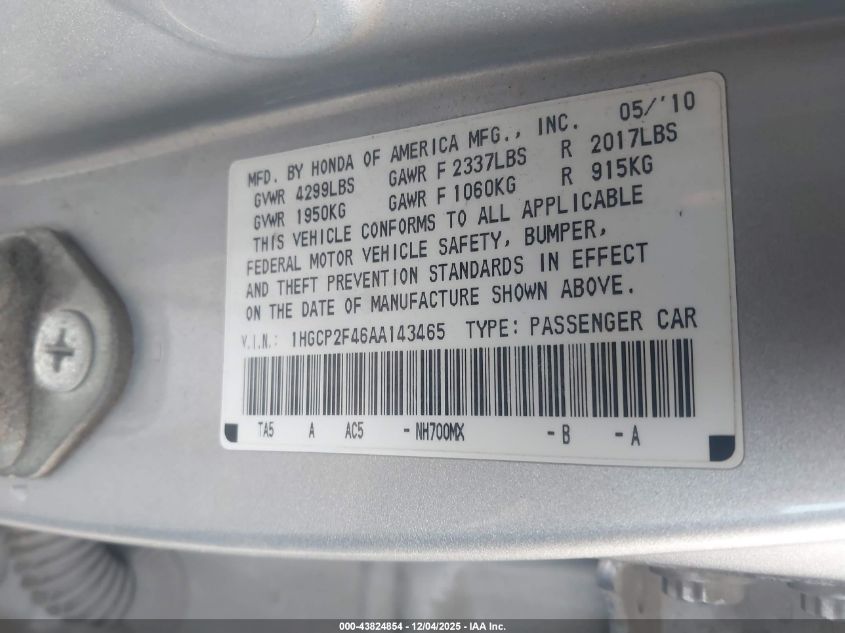 MFD. BY HONDA OF AMERICA MFG., INC. 05/'10
GVWR 4299LBS GAWR F 2337LBS R 2017LBS
GVWR 1950KG GAWR F 1060KG R 915KG
THIS VEHICLE CONFORMS TO ALL APPLICABLE
FEDERAL MOTOR VEHICLE SAFETY, BUMPER,
AND THEFT PREVENTION STANDARDS IN EFFECT
ON THE DATE OF MANUFACTURE SHOWN ABOVE.
V.I.N.: 1HGCP2F46AA143465 TYPE: PASSENGER CAR
TA5 A AC5 - NH700MX - B - A
000-43824854 - 12/04/2025 - IAA Inc.